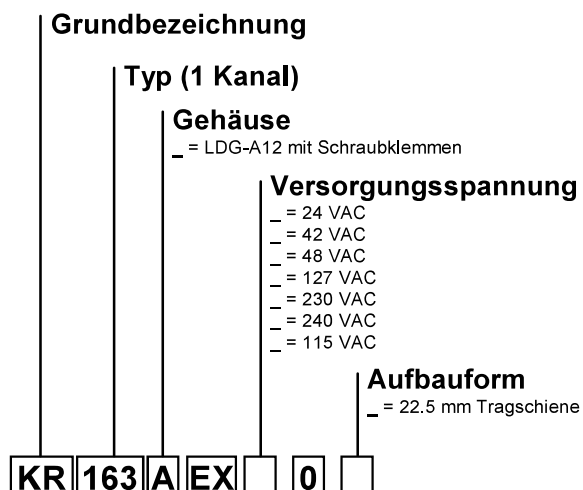 Grundbezeichnung
Typ (1 Kanal)
Gehäuse
_ = LDG-A12 mit Schraubklemmen
Versorgungsspannung
_ = 24 VAC
_ = 42 VAC
_ = 48 VAC
_ = 127 VAC
_ = 230 VAC
_ = 240 VAC
_ = 115 VAC
Aufbauform
_ = 22.5 mm Tragschiene
KR 163 A EX 0